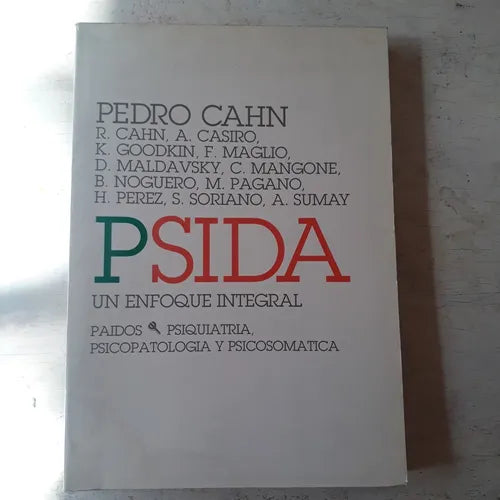 PEDRO CAHN
R. CAHN, A. CASIRO,
K. GOODKIN, F. MAGLIO,
D. MALDAVSKY, C. MANGONE,
B. NOGUERO, M. PAGANO,
H. PEREZ, S. SORIANO, A. SUMAY
PSIDA
UN ENFOQUE INTEGRAL
PAIDOS PSIQUIATRIA,
PSICOPATOLOGIA Y PSICOSOMATICA